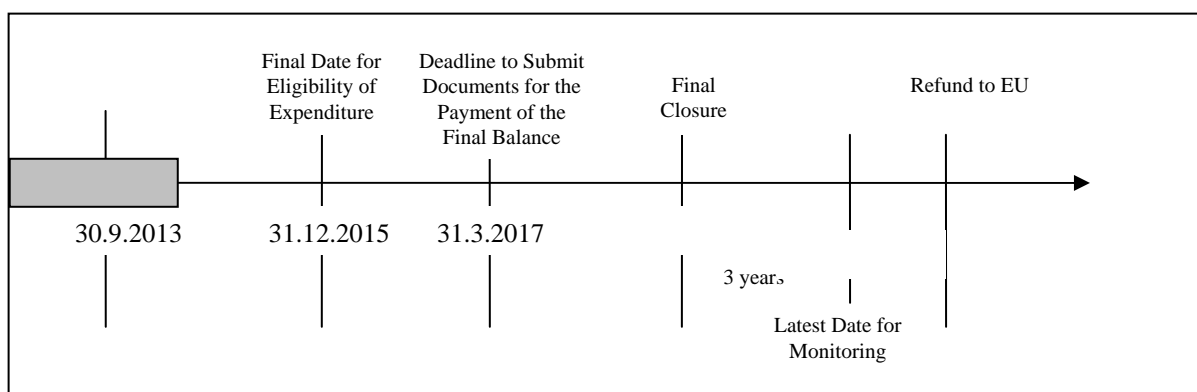 Final Date for
Eligibility of
Expenditure
Deadline to Submit
Documents for the
Payment of the
Final Balance
Final
Closure
Refund to EU
30.9.2013
31.12.2015
31.3.2017
3 years
Latest Date for
Monitoring